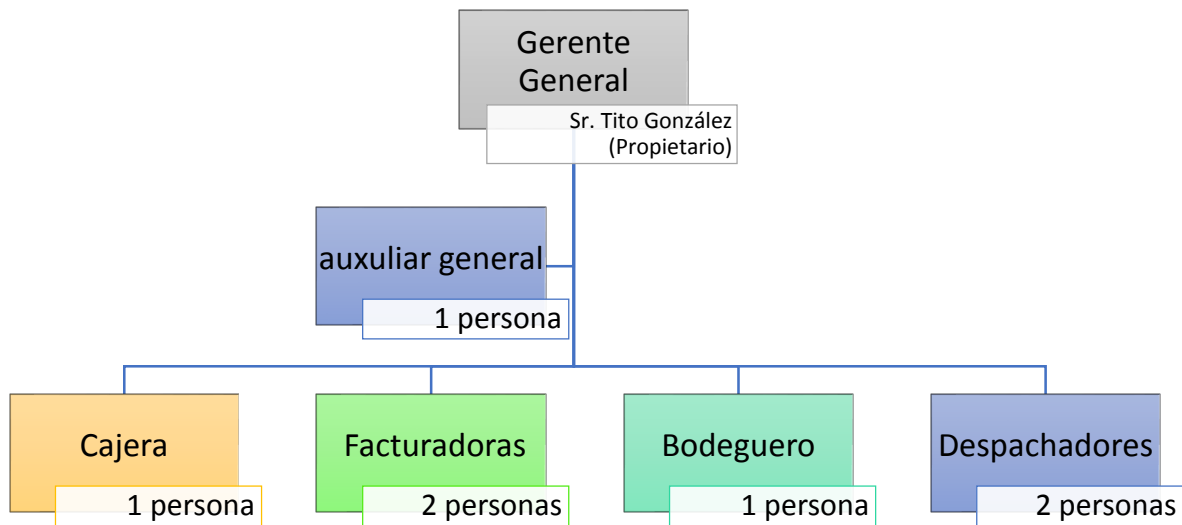 Gerente
General
Sr. Tito González
(Propietario)
auxuliar general
1 persona
Cajera
1 persona
Facturadoras
2 personas
Bodeguero
1 persona
Despachadores
2 personas